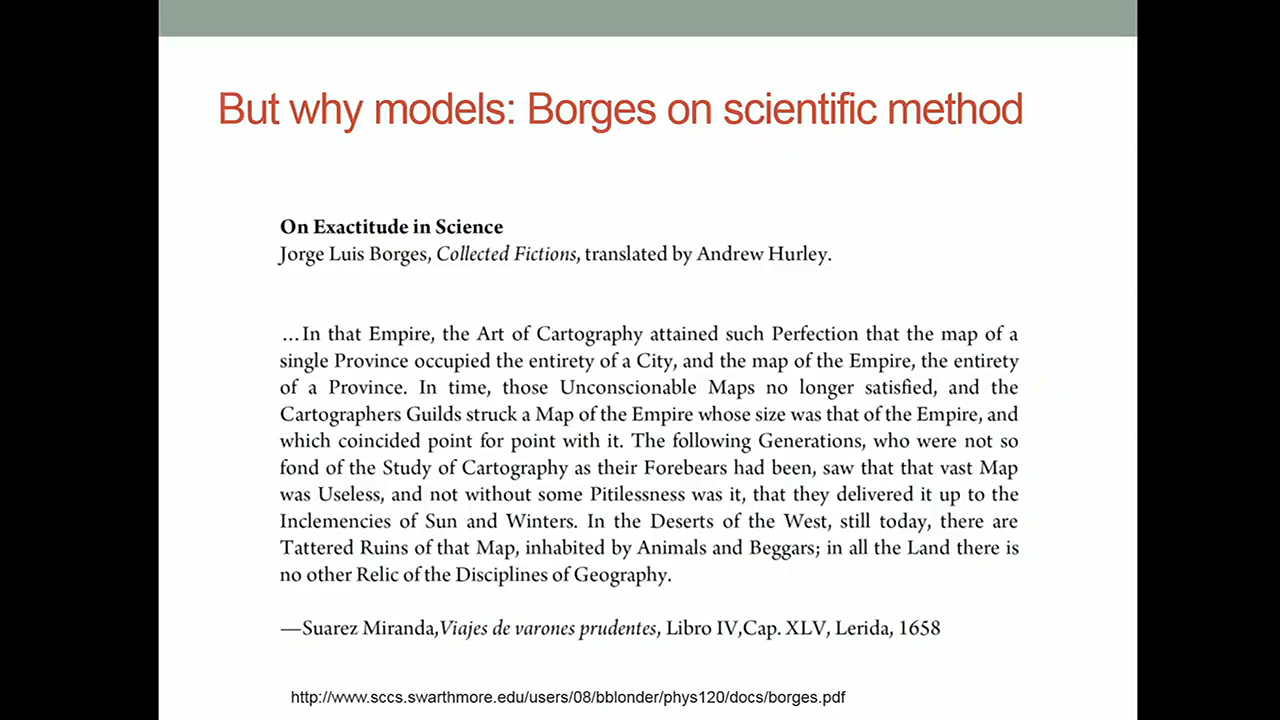 But why models: Borges on scientific method
On Exactitude in Science
Jorge Luis Borges, Collected Fictions, translated by Andrew Hurley.
…In that Empire, the Art of Cartography attained such Perfection that the map of a
single Province occupied the entirety of a City, and the map of the Empire, the entirety
of a Province. In time, those Unconscionable Maps no longer satisfied, and the
Cartographers Guilds struck a Map of the Empire whose size was that of the Empire, and
which coincided point for point with it. The following Generations, who were not so
fond of the Study of Cartography as their Forebears had been, saw that that vast Map
was Useless, and not without some Pitilessness was it, that they delivered it up to the
Inclemencies of Sun and Winters. In the Deserts of the West, still today, there are
Tattered Ruins of that Map, inhabited by Animals and Beggars; in all the Land there is
no other Relic of the Disciplines of Geography.
—Suarez Miranda,Viajes de varones prudentes, Libro IV,Cap. XLV, Lerida, 1658
http://www.sccs.swarthmore.edu/users/08/bblonder/phys120/docs/borges.pdf